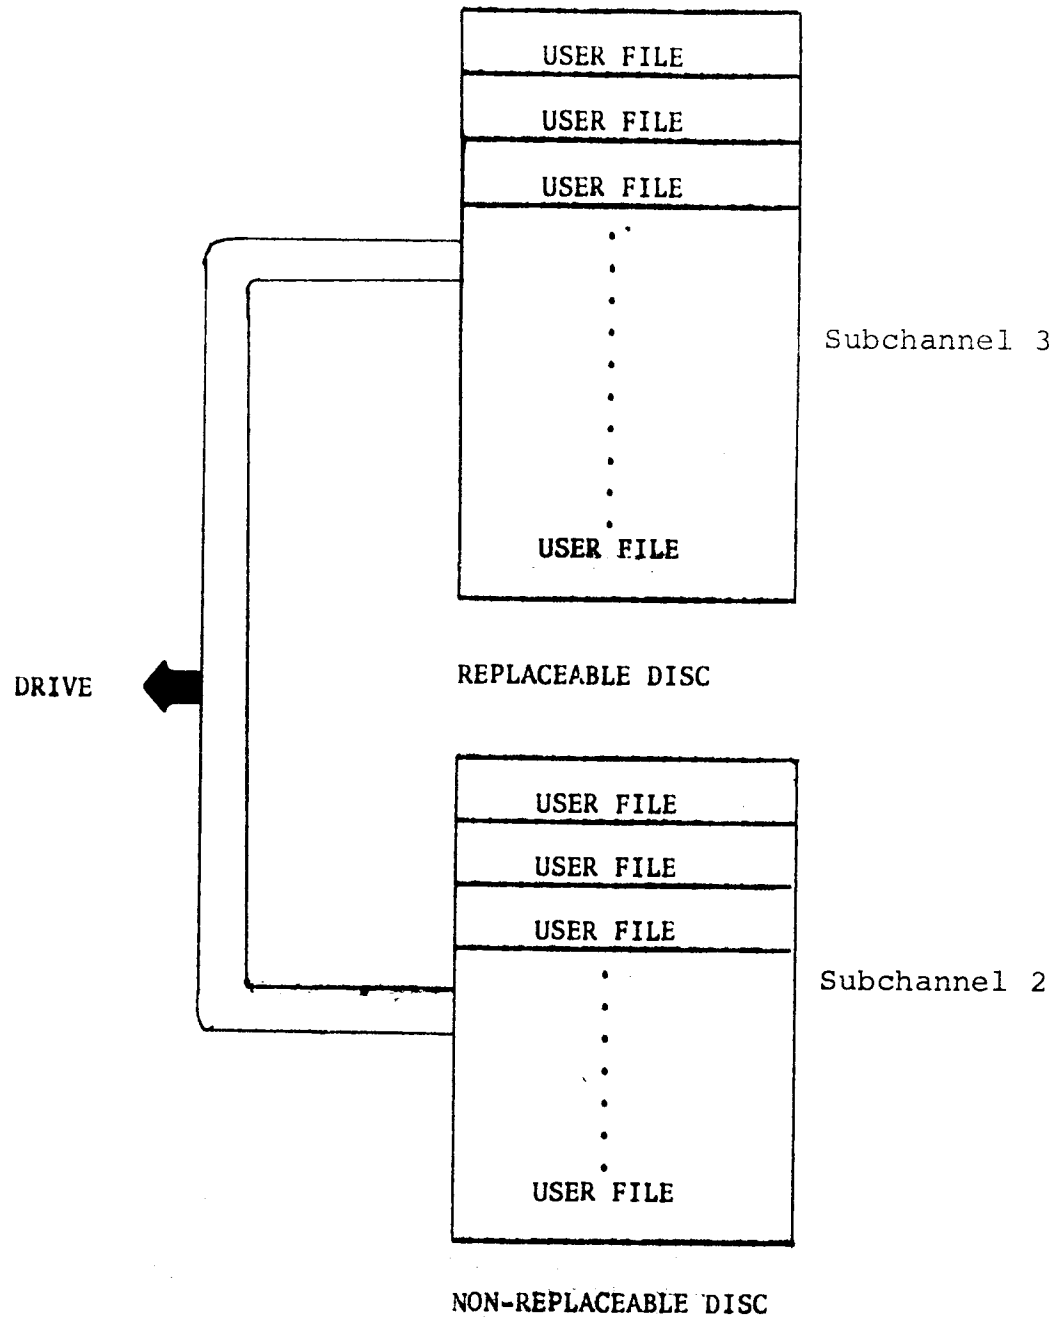 USER FILE
USER FILE
USER FILE
Subchannel 3
USER FILE
REPLACEABLE DISC
DRIVE
USER FILE
USER FILE
USER FILE
Subchannel 2
USER FILE
NON-REPLACEABLE DISC